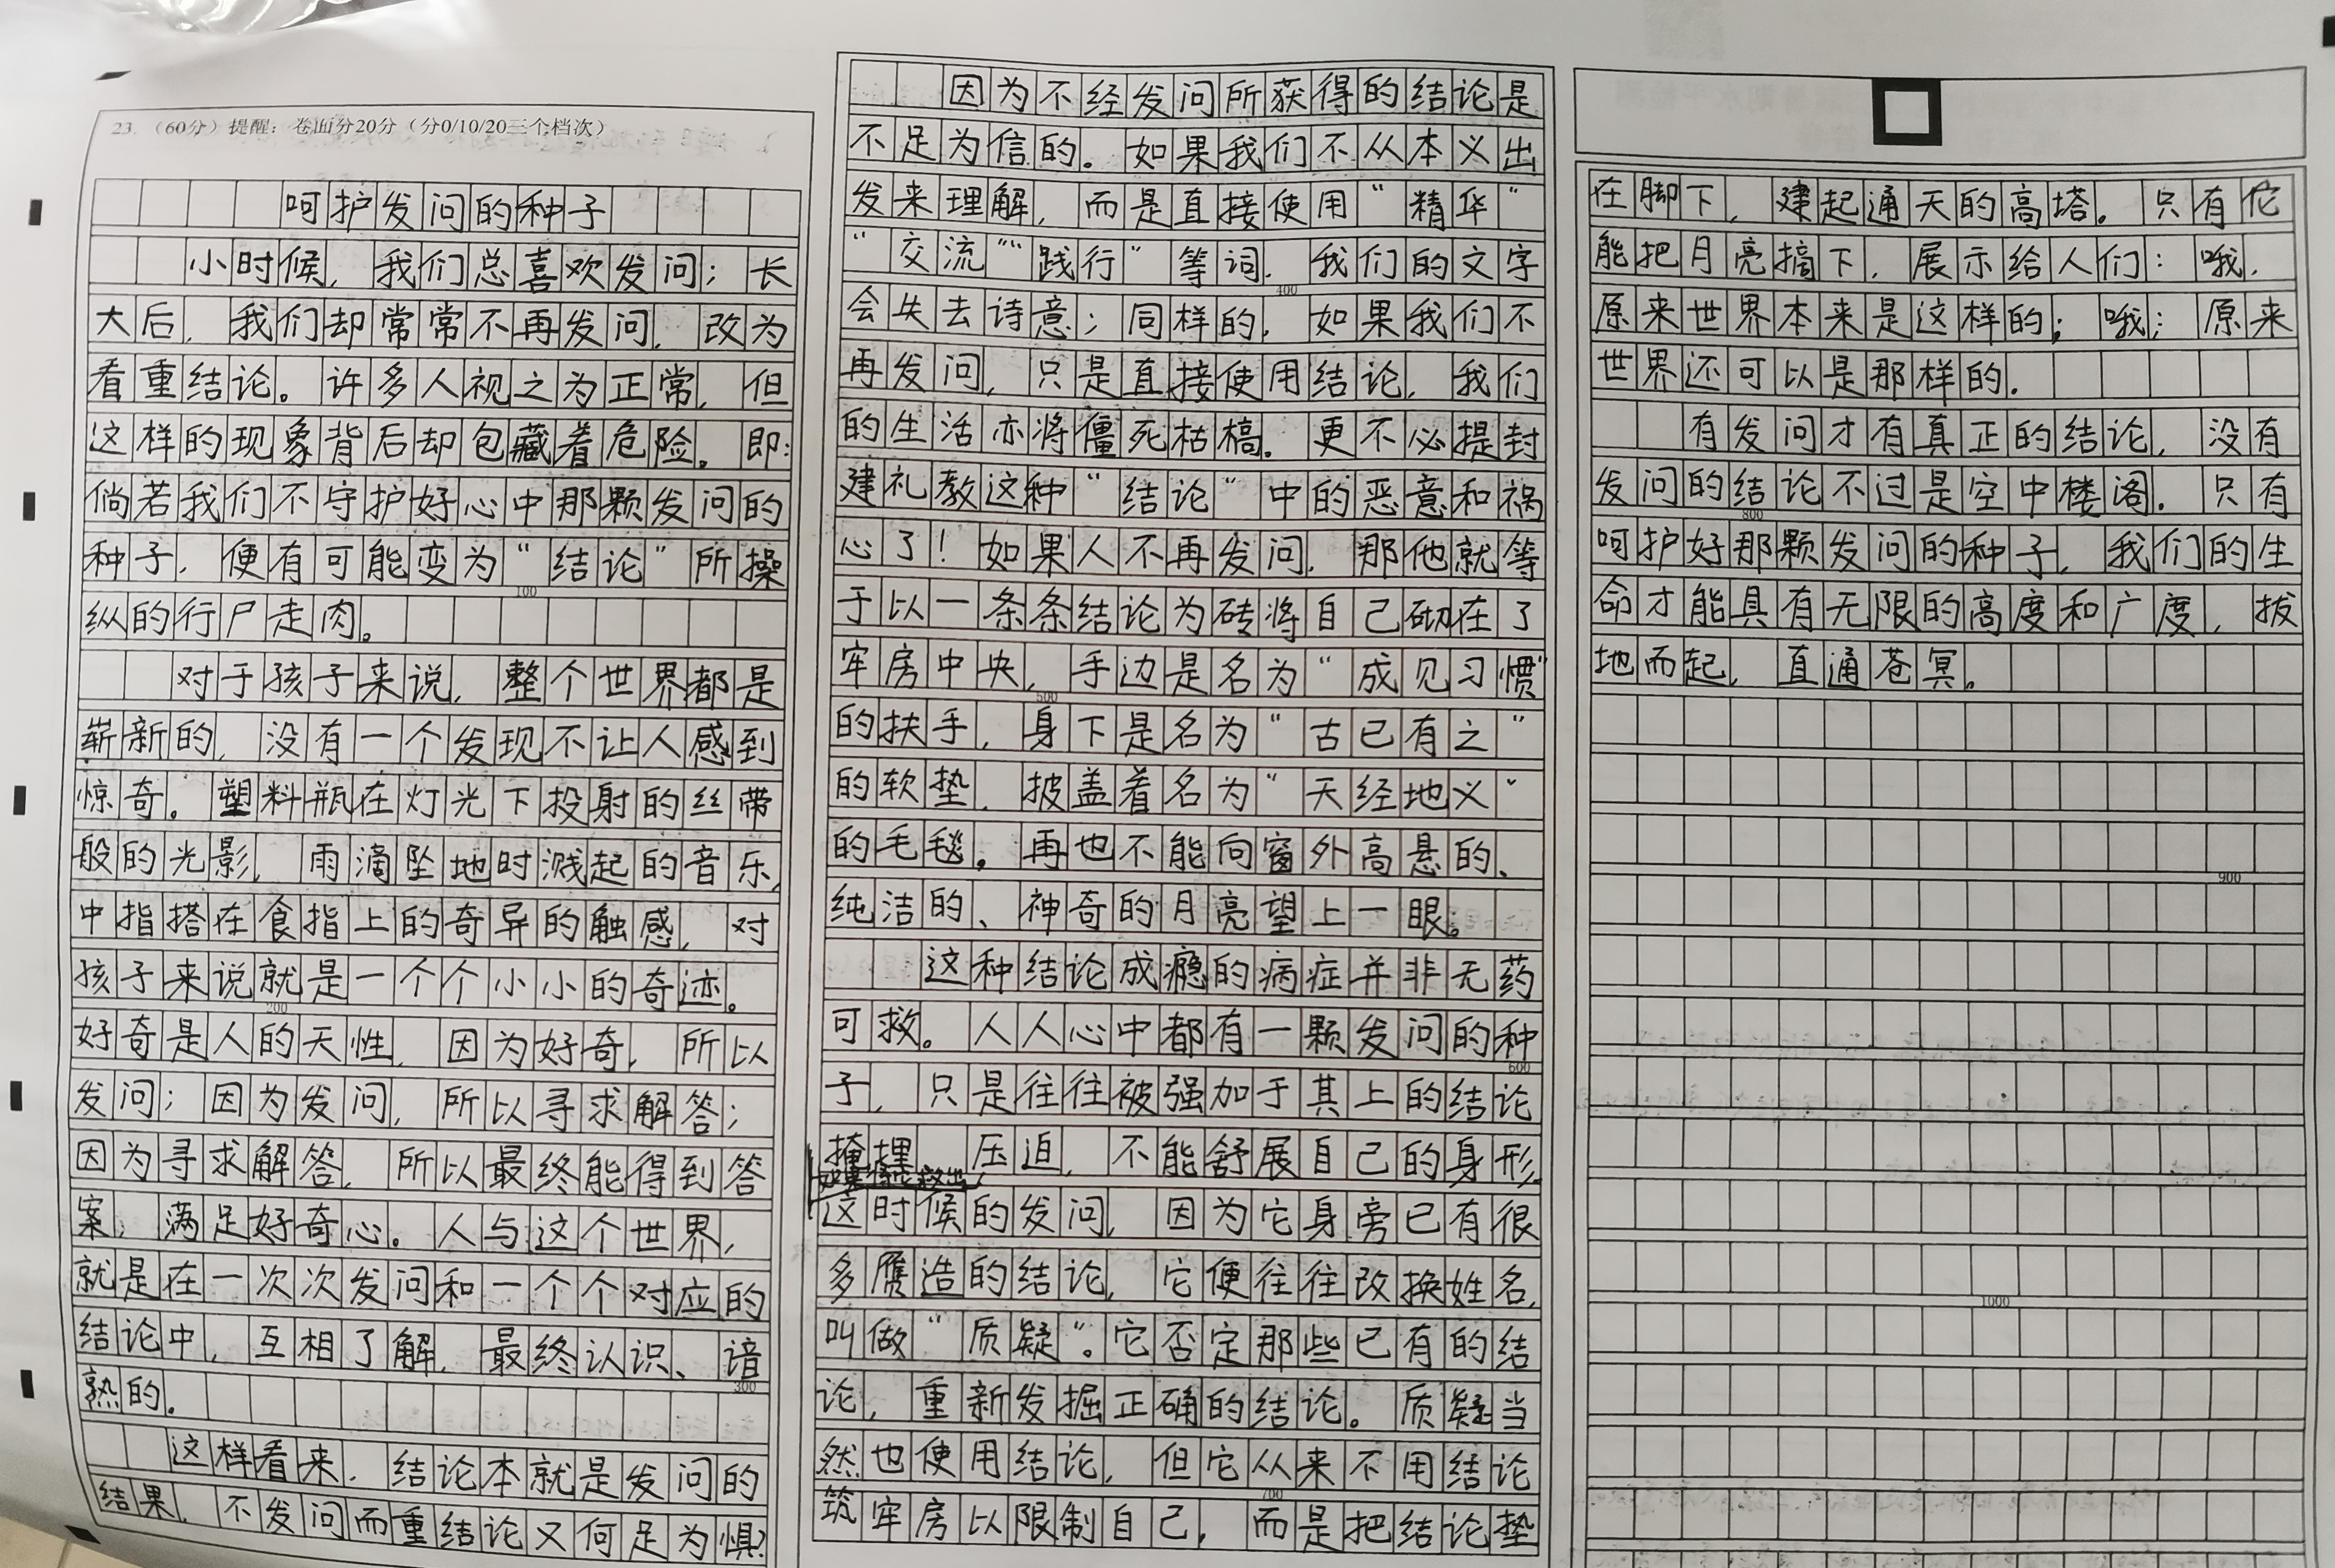 23. （60分）提醒：卷面分20分（分0/10/20三个档次）
呵护发问的种子
小时候，我们总喜欢发问；长
大后，我们却常常不再发问，改为
看重结论。许多人视之为正常，但
这样的现象背后却包藏着危险。即：
倘若我们不守护好心中那颗发问的
种子，便有可能变为“结论”所操
100
纵的行尸走肉。
对于孩子来说，整个世界都是
崭新的，没有一个发现不让人感到
惊奇。塑料瓶在灯光下投射的丝带
般的光影，雨滴坠地时溅起的音乐，
中指搭在食指上的奇异的触感，对
孩子来说就是一个个小小的奇迹。
200
好奇是人的天性，因为好奇，所以
发问；因为发问，所以寻求解答；
因为寻求解答，所以最终能得到答
案，满足好奇心。人与这个世界，
就是在一次次发问和一个个对应的
结论中，互相了解，最终认识、谙
300
熟的。
这样看来，结论本就是发问的
结果，不发问而重结论又何足为惧？
因为不经发问所获得的结论是
不足为信的。如果我们不从本义出
发来理解，而是直接使用“精华”
“交流”“践行”等词，我们的文字
400
会失去诗意；同样的，如果我们不
再发问，只是直接使用结论，我们
的生活亦将僵死枯槁。更不必提封
建礼教这种“结论”中的恶意和祸
心了！如果人不再发问，那他就等
于以一条条结论为砖将自己砌在了
牢房中央，手边是名为“成见习惯”
500
的扶手，身下是名为“古已有之”
的软垫，披盖着名为“天经地义”
的毛毯。再也不能向窗外高悬的、
纯洁的、神奇的月亮望上一眼。
这种结论成瘾的病症并非无药
可救。人人心中都有一颗发问的种
600
子，只是往往被强加于其上的结论
掩埋、压迫，不能舒展自己的身形。
这时候的发问，因为它身旁已有很
多赝造的结论，它便往往改换姓名，
叫做“质疑”。它否定那些已有的结
论，重新发掘正确的结论。质疑当
然也使用结论，但它从来不用结论
700
筑牢房以限制自己，而是把结论垫
在脚下，建起通天的高塔。只有它
能把月亮摘下，展示给人们：哦，
原来世界本来是这样的；哦；原来
世界还可以是那样的。
有发问才有真正的结论，没有
发问的结论不过是空中楼阁。只有
800
呵护好那颗发问的种子，我们的生
命才能具有无限的高度和广度，拔
地而起，直通苍冥。
900
1000